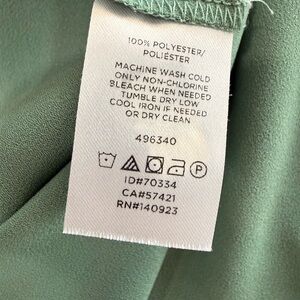 100% POLYESTER/
POLIÉSTER
MACHINE WASH COLD
ONLY NON-CHLORINE
BLEACH WHEN NEEDED
TUMBLE DRY LOW
COOL IRON IF NEEDED
OR DRY CLEAN
496340
P
ID#70334
CA#57421
RN#140923